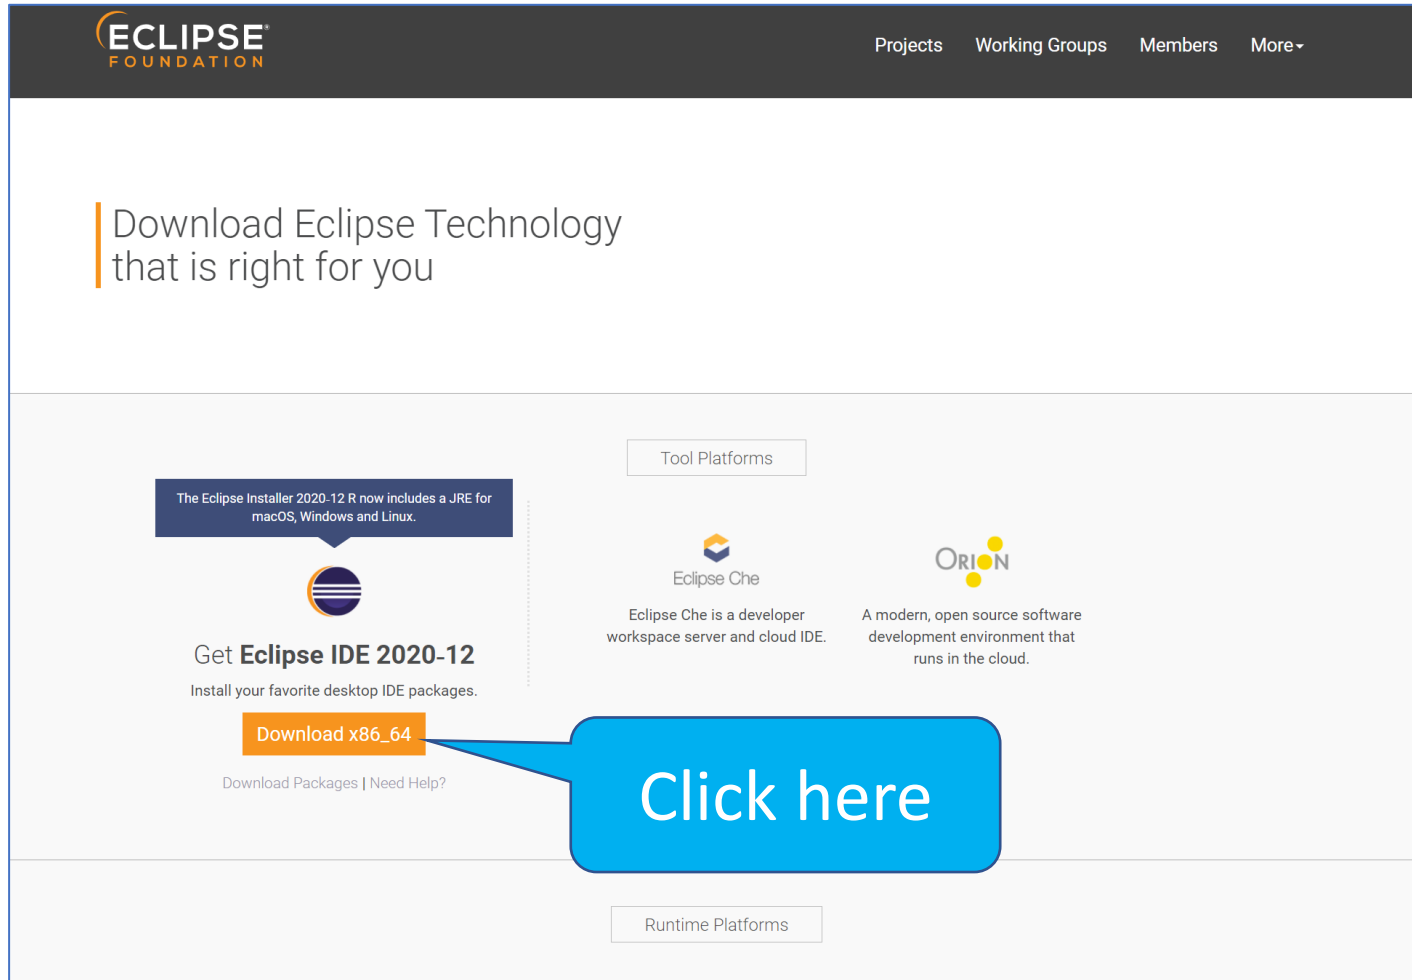 ECLIPSE®
FOUNDATION
Projects Working Groups Members More
Download Eclipse Technology
that is right for you
Tool Platforms
The Eclipse Installer 2020-12 R now includes a JRE for
macOS, Windows and Linux.
Get Eclipse IDE 2020-12
Install your favorite desktop IDE packages.
Download x86_64
Download Packages | Need Help?
Eclipse Che
Eclipse Che is a developer
workspace server and cloud IDE.
ORION
A modern, open source software
development environment that
runs in the cloud.
Click here
Runtime Platforms